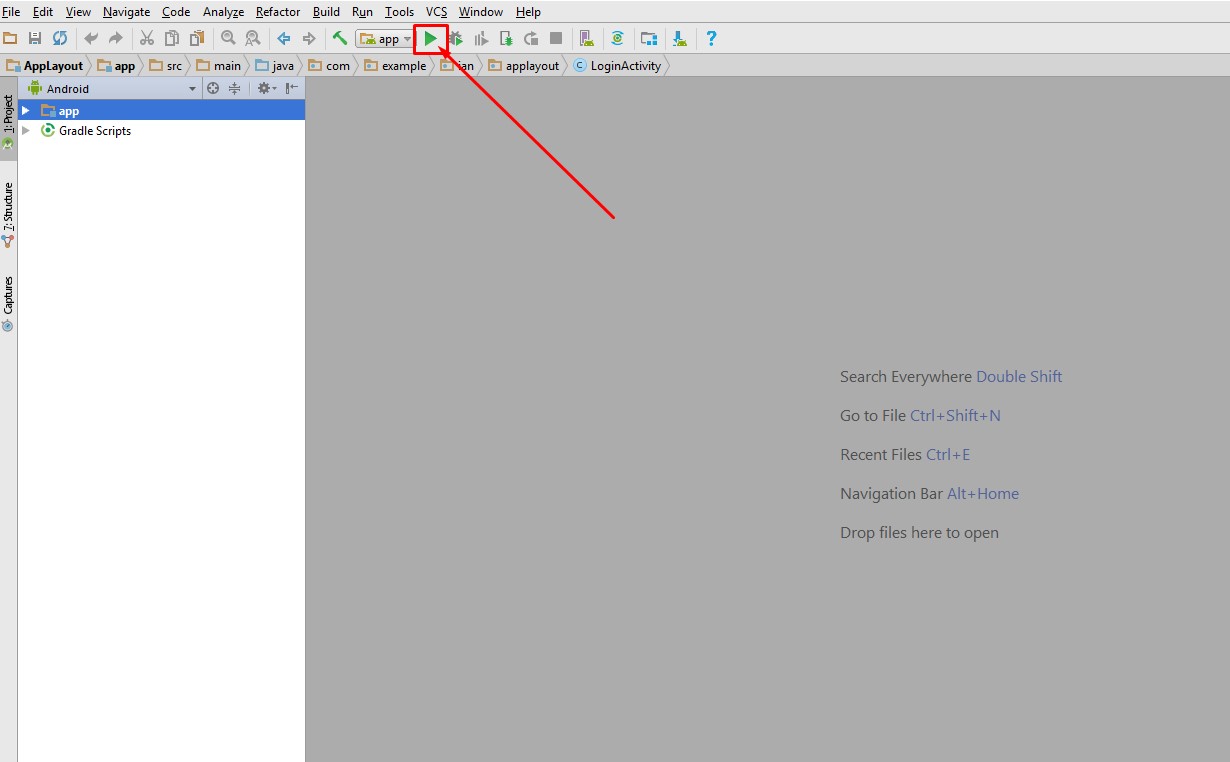 File Edit View Navigate Code Analyze Refactor Build Run Tools VCS Window Help
app
?
AppLayout app src main java com example ian applayout C LoginActivity
Android
app
Gradle Scripts
1: Project
7: Structure
Captures
Search Everywhere Double Shift
Go to File Ctrl+Shift+N
Recent Files Ctrl+E
Navigation Bar Alt+Home
Drop files here to open